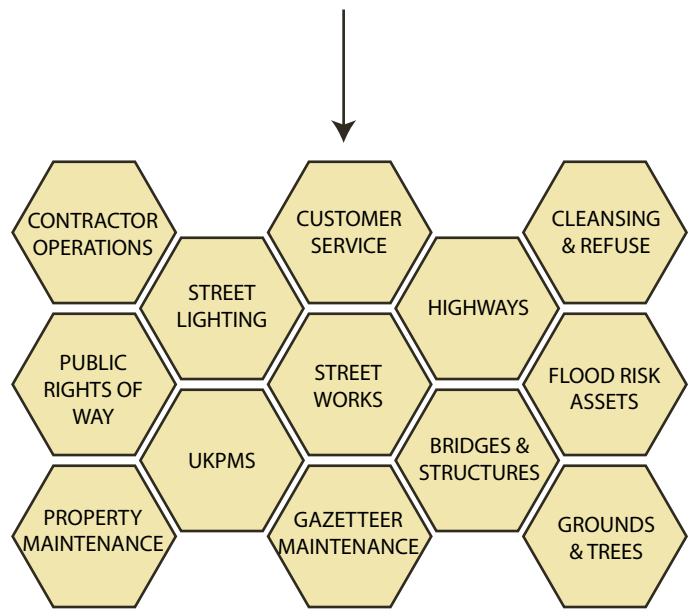 CONTRACTOR
OPERATIONS
CUSTOMER
SERVICE
CLEANSING
& REFUSE
STREET
LIGHTING
HIGHWAYS
PUBLIC
RIGHTS OF
WAY
STREET
WORKS
FLOOD RISK
ASSETS
UKPMS
BRIDGES &
STRUCTURES
PROPERTY
MAINTENANCE
GAZETTEER
MAINTENANCE
GROUNDS
& TREES